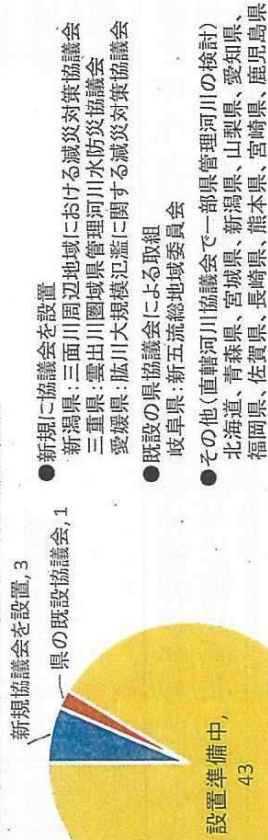 新規協議会を設置, 3
県の既設協議会, 1
設置準備中,
43
●新規に協議会を設置
新潟県：三面川周辺地域における減災対策協議会
三重県：雲出川圏域県管理河川水防災協議会
愛媛県：肱川大規模氾濫に関する減災対策協議会
●既設の県協議会による取組
岐阜県：新五流総地域委員会
●その他（直轄河川協議会で一部県管理河川の検討）
北海道、青森県、宮城県、新潟県、山梨県、愛知県、
福岡県、佐賀県、長崎県、熊本県、宮崎県、鹿児島県